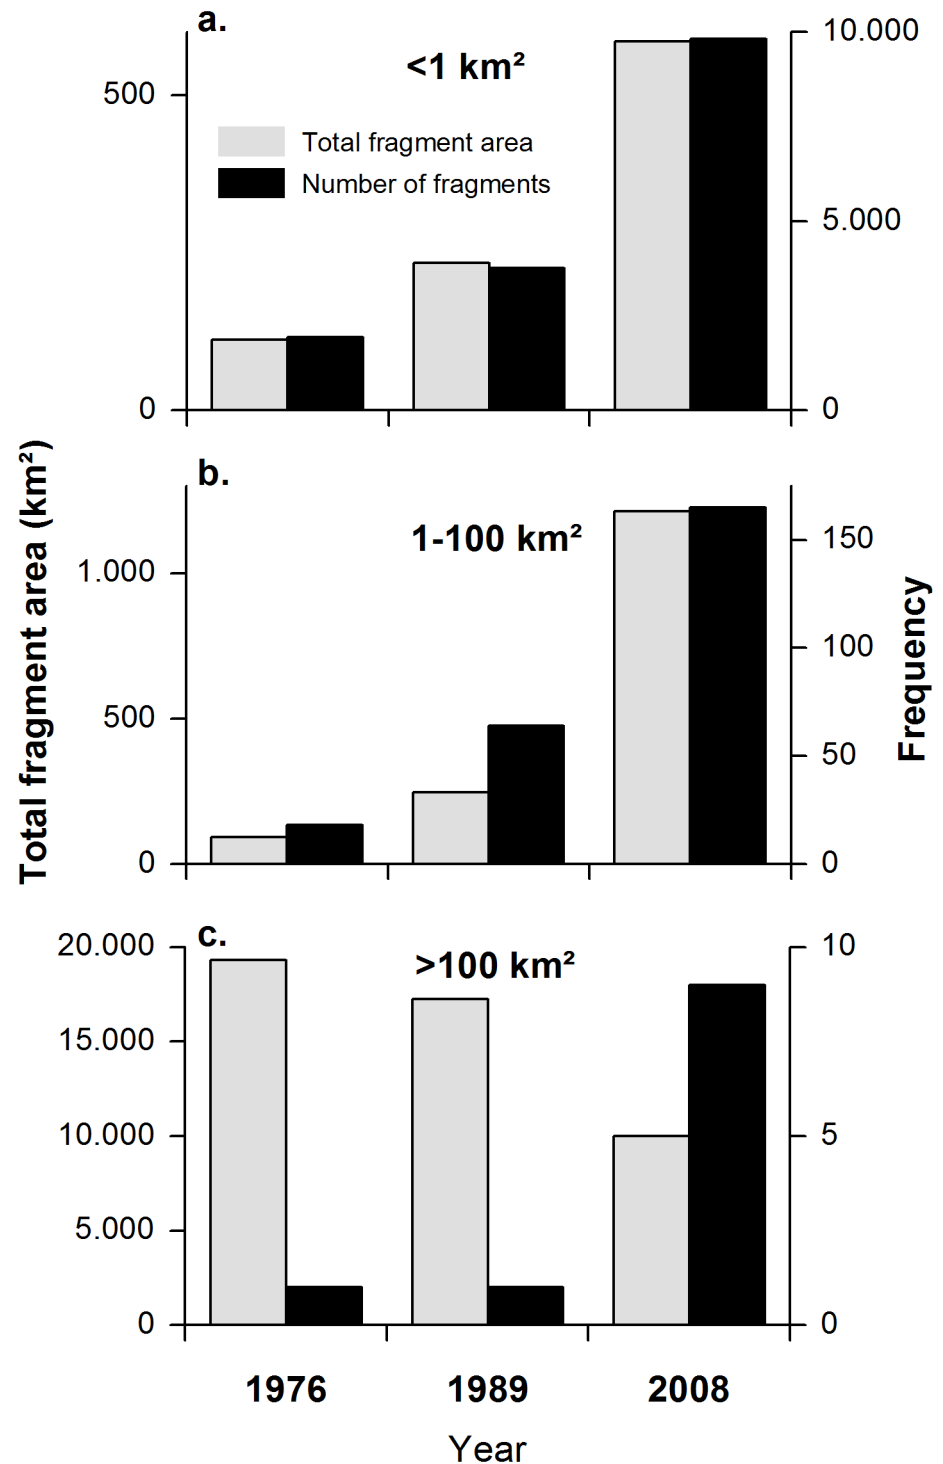 a.
<1 km²
10.000
500
Total fragment area
Number of fragments
5.000
0
0
b.
1-100 km²
150
1.000
100
500
50
0
0
Total fragment area (km²)
Frequency
c.
>100 km²
20.000
10
15.000
10.000
5
5.000
0
0
1976
1989
2008
Year